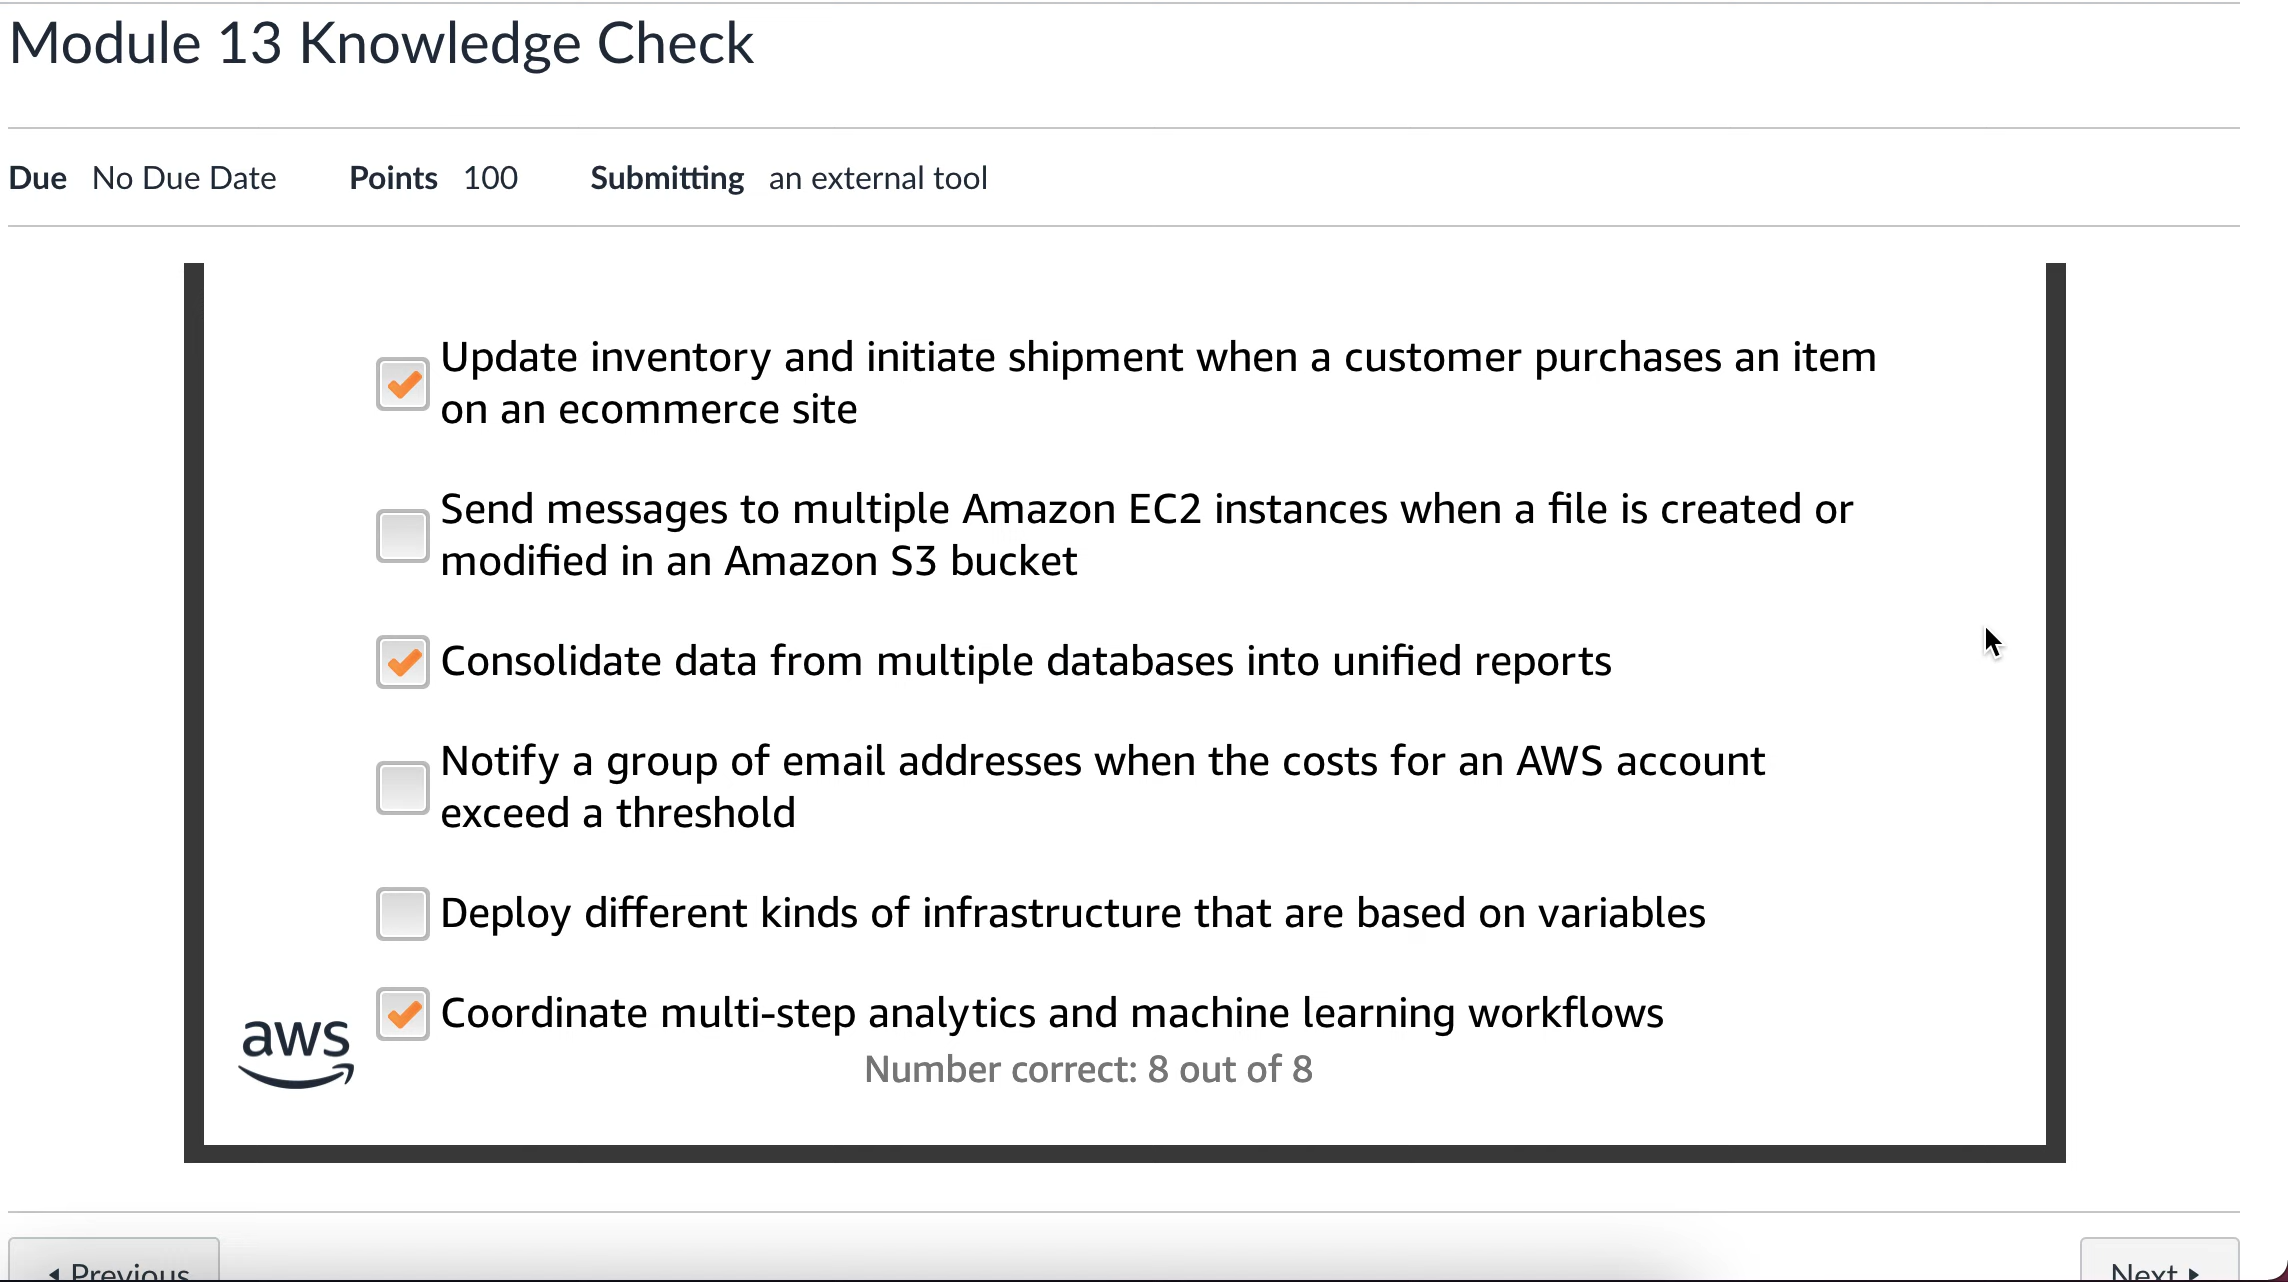 Module 13 Knowledge Check
Due No Due Date Points 100 Submitting an external tool
Update inventory and initiate shipment when a customer purchases an item
on an ecommerce site
Send messages to multiple Amazon EC2 instances when a file is created or
modified in an Amazon S3 bucket
Consolidate data from multiple databases into unified reports
Notify a group of email addresses when the costs for an AWS account
exceed a threshold
Deploy different kinds of infrastructure that are based on variables
Coordinate multi-step analytics and machine learning workflows
aws
Number correct: 8 out of 8
Previous
Next